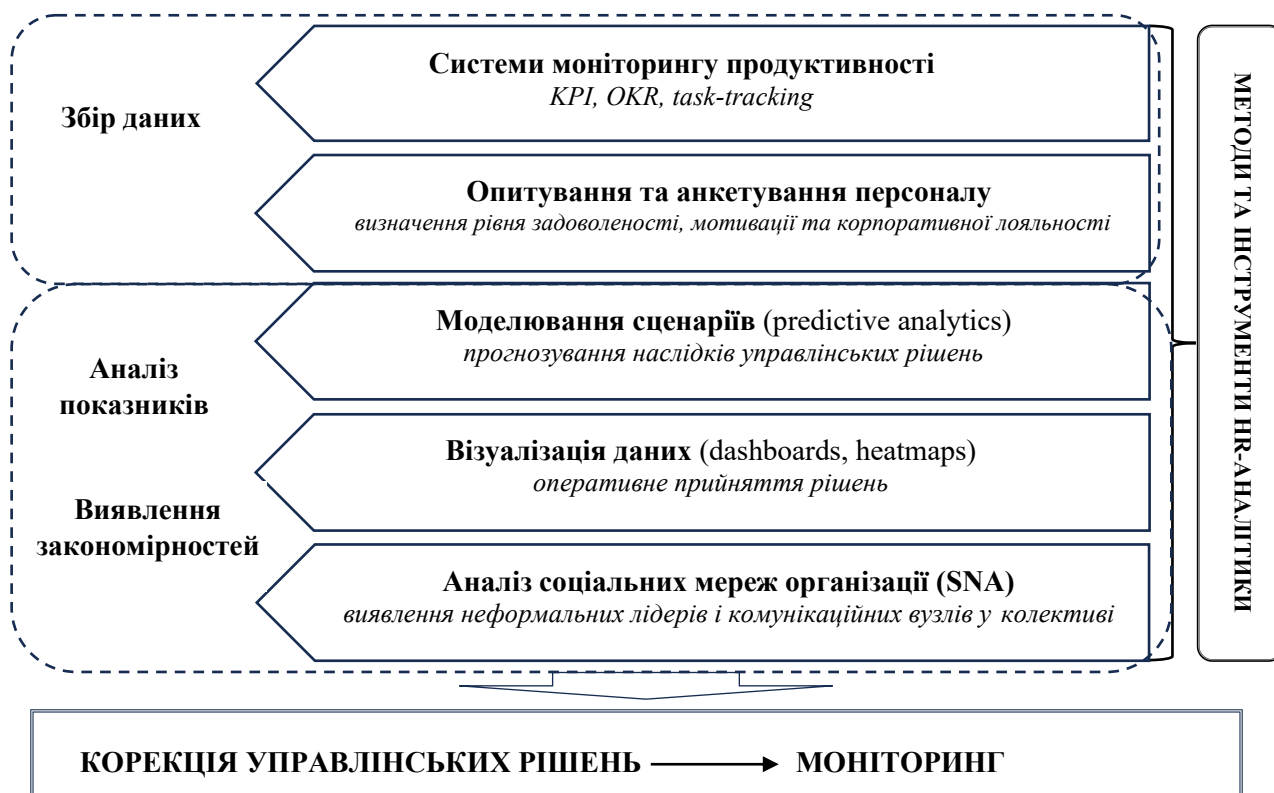 Збір даних
Системи моніторингу продуктивності
KPI, OKR, task-tracking
Опитування та анкетування персоналу
визначення рівня задоволеності, мотивації та корпоративної лояльності
Аналіз
показників
Виявлення
закономірностей
Моделювання сценаріїв (predictive analytics)
прогнозування наслідків управлінських рішень
Візуалізація даних (dashboards, heatmaps)
оперативне прийняття рішень
Аналіз соціальних мереж організації (SNA)
виявлення неформальних лідерів і комунікаційних вузлів у колективі
МЕТОДИ ТА ІНСТРУМЕНТИ HR-АНАЛІТИКИ
КОРЕКЦІЯ УПРАВЛІНСЬКИХ РІШЕНЬ МОНІТОРИНГ